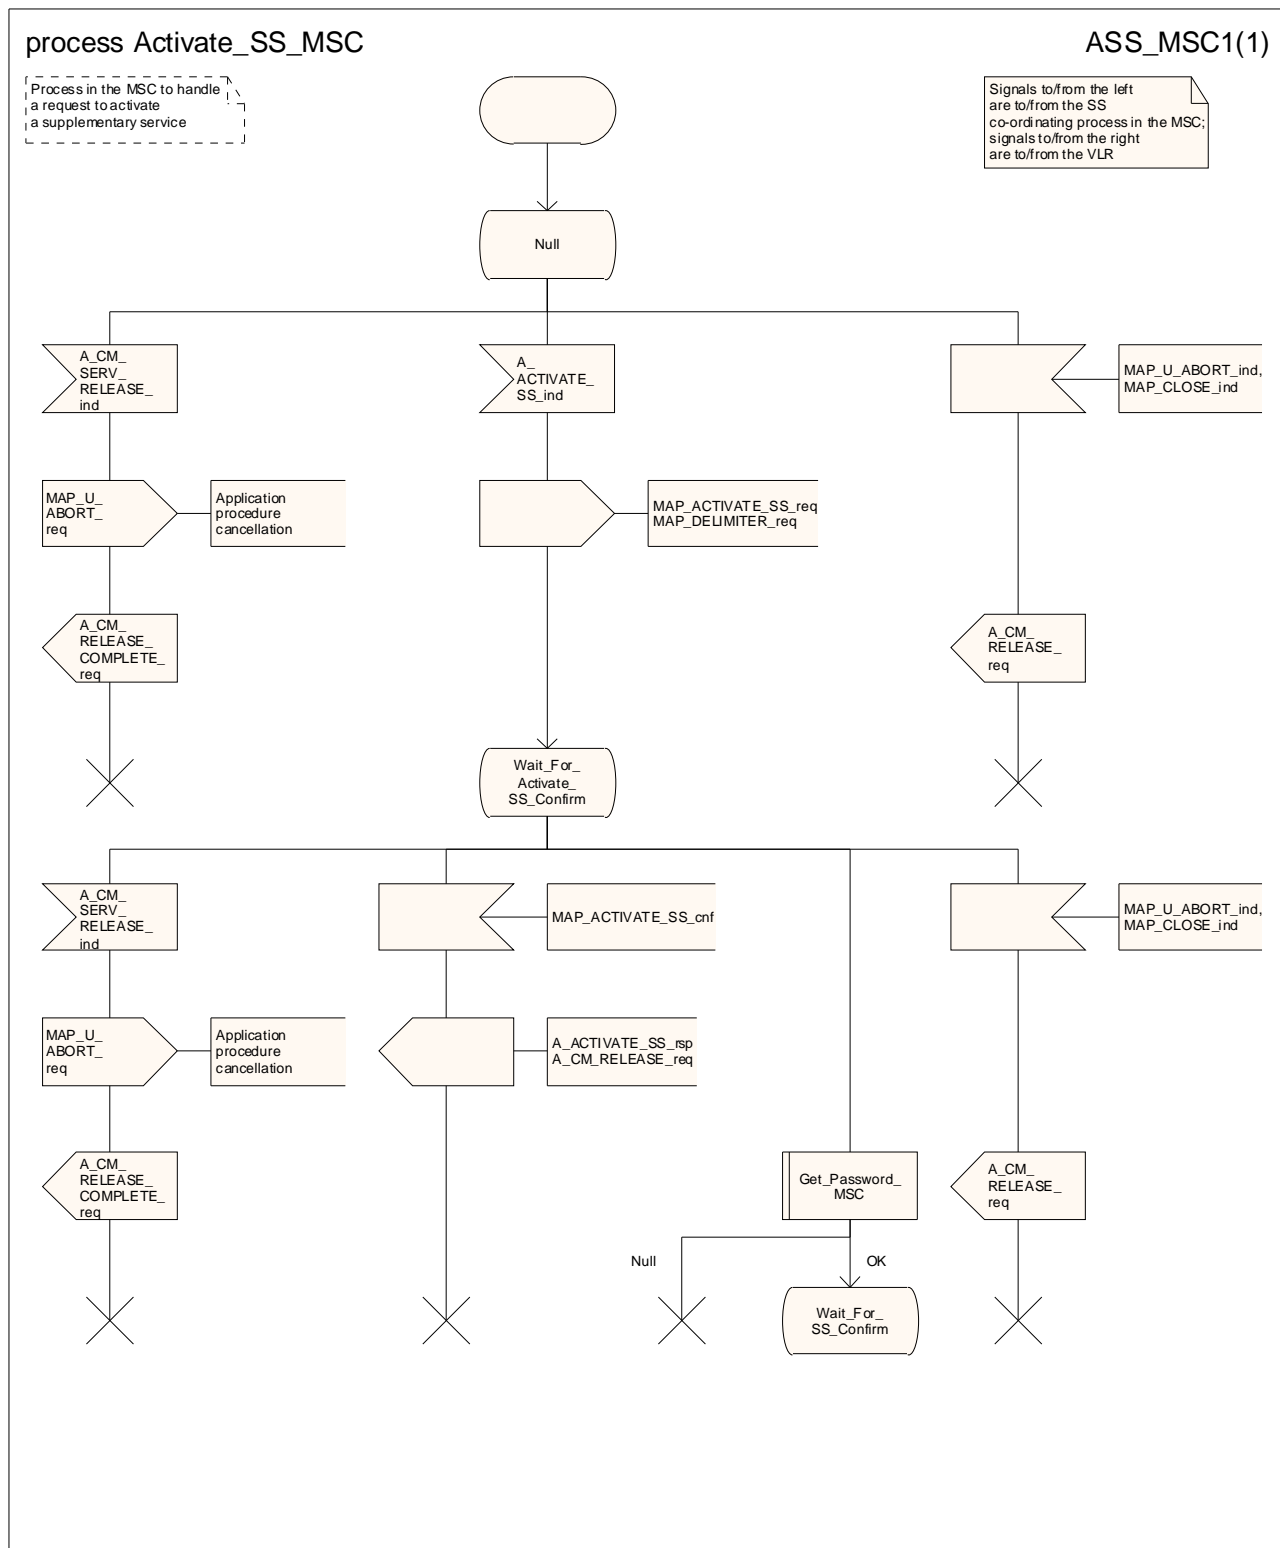 process Activate_SS_MSC
ASS_MSC1(1)
Process in the MSC to handle
a request to activate
a supplementary service
Signals to/from the left
are to/from the SS
co-ordinating process in the MSC;
signals to/from the right
are to/from the VLR
Null
A_CM_
SERV_
RELEASE_
ind
A_
ACTIVATE_
SS_ind
MAP_U_ABORT_ind,
MAP_CLOSE_ind
MAP_U_
ABORT_
req
Application
procedure
cancellation
MAP_ACTIVATE_SS_req
MAP_DELIMITER_req
A_CM_
RELEASE_
COMPLETE_
req
A_CM_
RELEASE_
req
Wait_For_
Activate_
SS_Confirm
A_CM_
SERV_
RELEASE_
ind
MAP_ACTIVATE_SS_cnf
MAP_U_ABORT_ind,
MAP_CLOSE_ind
MAP_U_
ABORT_
req
Application
procedure
cancellation
A_ACTIVATE_SS_rsp
A_CM_RELEASE_req
A_CM_
RELEASE_
COMPLETE_
req
Get_Password_
MSC
A_CM_
RELEASE_
req
Null
OK
Wait_For_
SS_Confirm